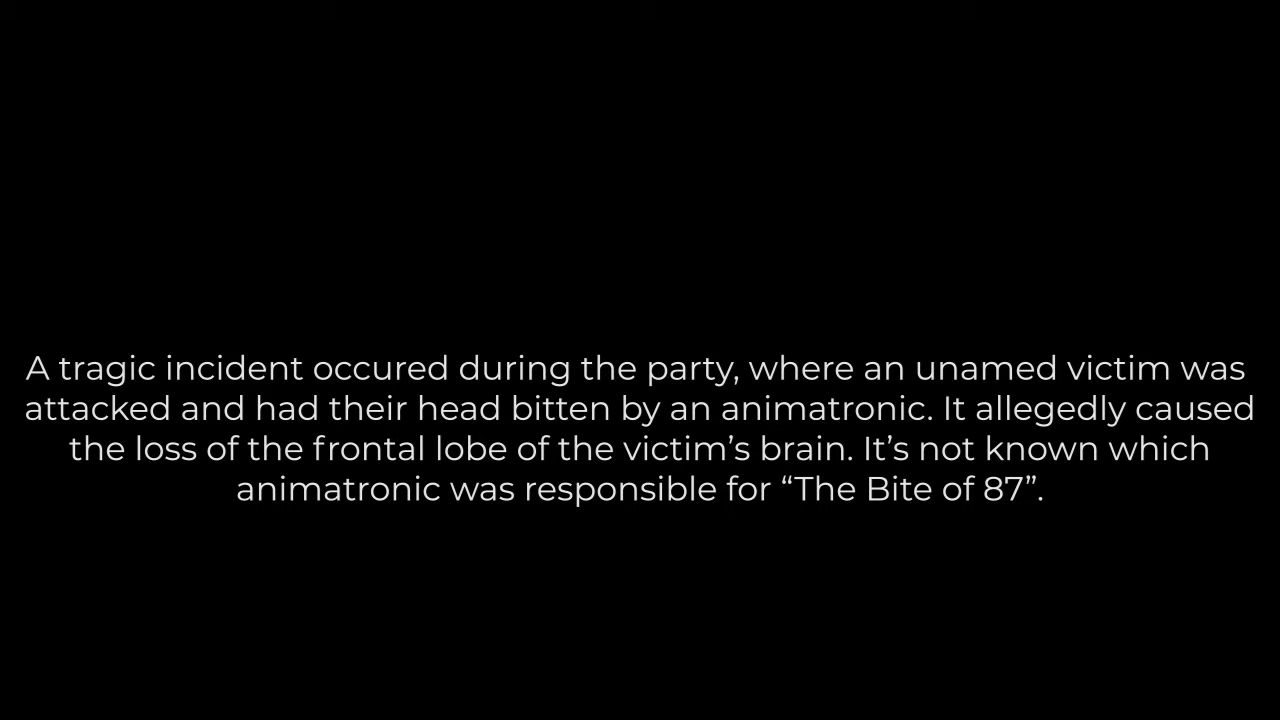 A tragic incident occured during the party, where an unamed victim was
attacked and had their head bitten by an animatronic. It allegedly caused
the loss of the frontal lobe of the victim’s brain. It’s not known which
animatronic was responsible for “The Bite of 87”.